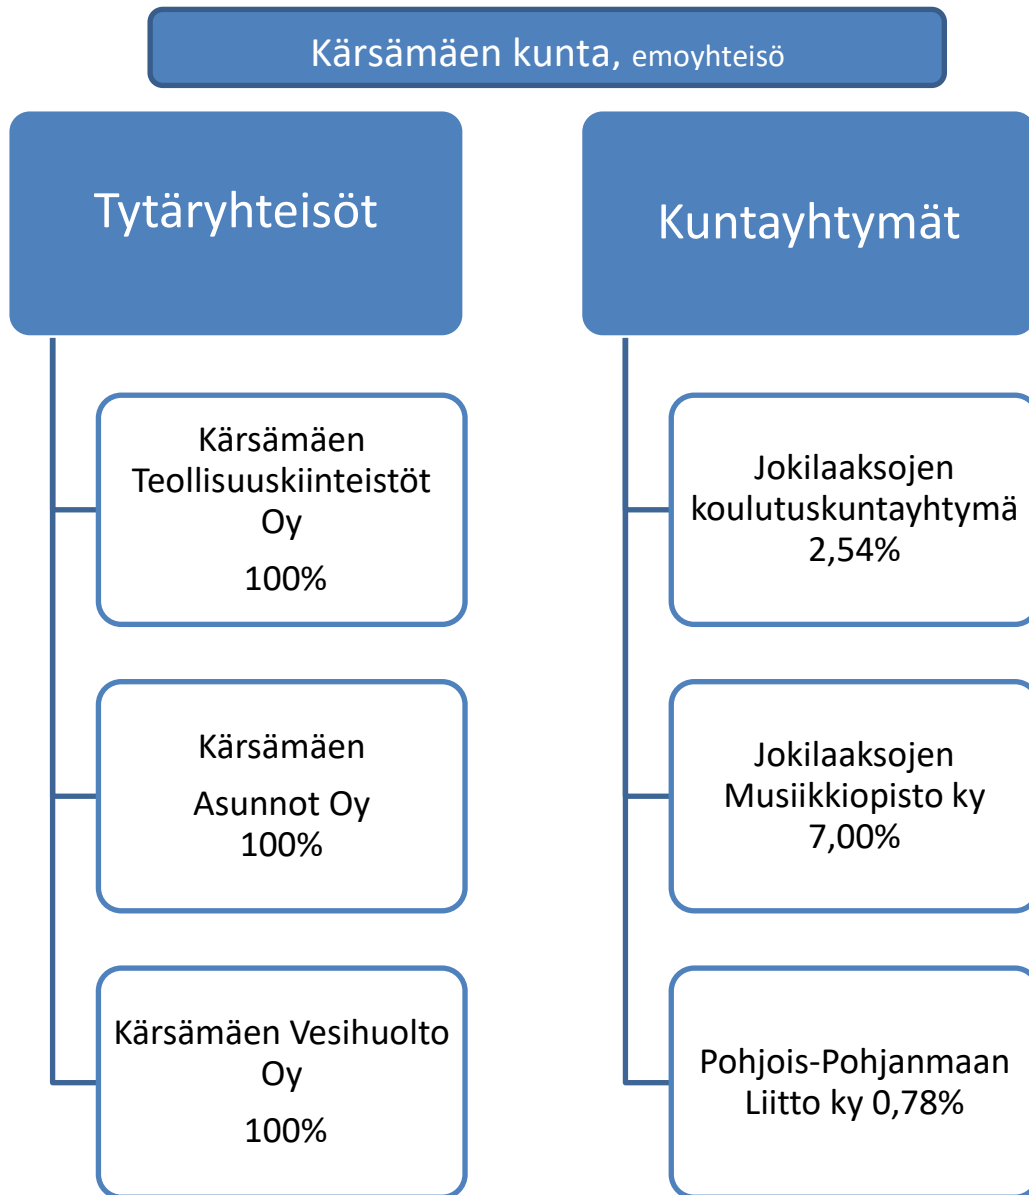 Kärsämäen kunta, emoyhteisö
Tytäryhteisöt
Kärsämäen
Teollisuuskiinteistöt
Oy
100%
Kärsämäen
Asunnot Oy
100%
Kärsämäen Vesihuolto
Oy
100%
Kuntayhtymät
Jokilaaksojen
koulutuskuntayhtymä
2,54%
Jokilaaksojen
Musiikkiopisto ky
7,00%
Pohjois-Pohjanmaan
Liitto ky 0,78%